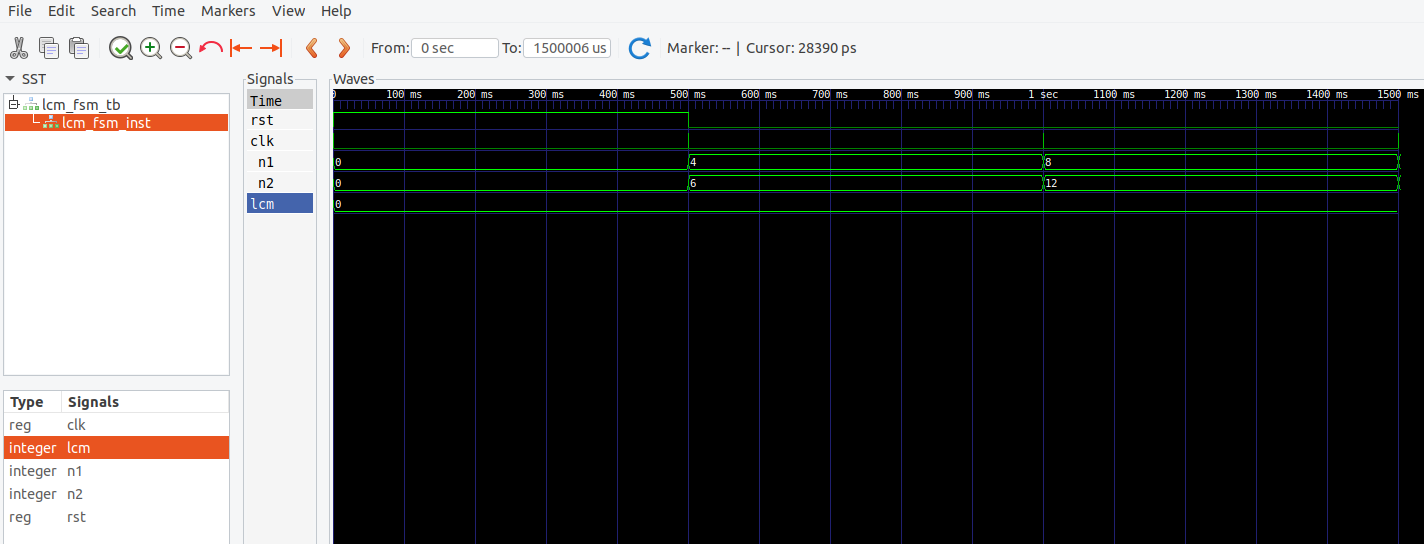 File Edit Search Time Markers View Help
From: 0 sec To: 1500006 us Marker: -- | Cursor: 28390 ps
SST
lcm_fsm_tb
lcm_fsm_inst
Type Signals
reg clk
integer lcm
integer n1
integer n2
reg rst
Signals
Time
rst
clk
n1
n2
lcm
Waves
0 100 ms 200 ms 300 ms 400 ms 500 ms 600 ms 700 ms 800 ms 900 ms 1 sec 1100 ms 1200 ms 1300 ms 1400 ms 1500 ms
0 4 8
0 6 12
0